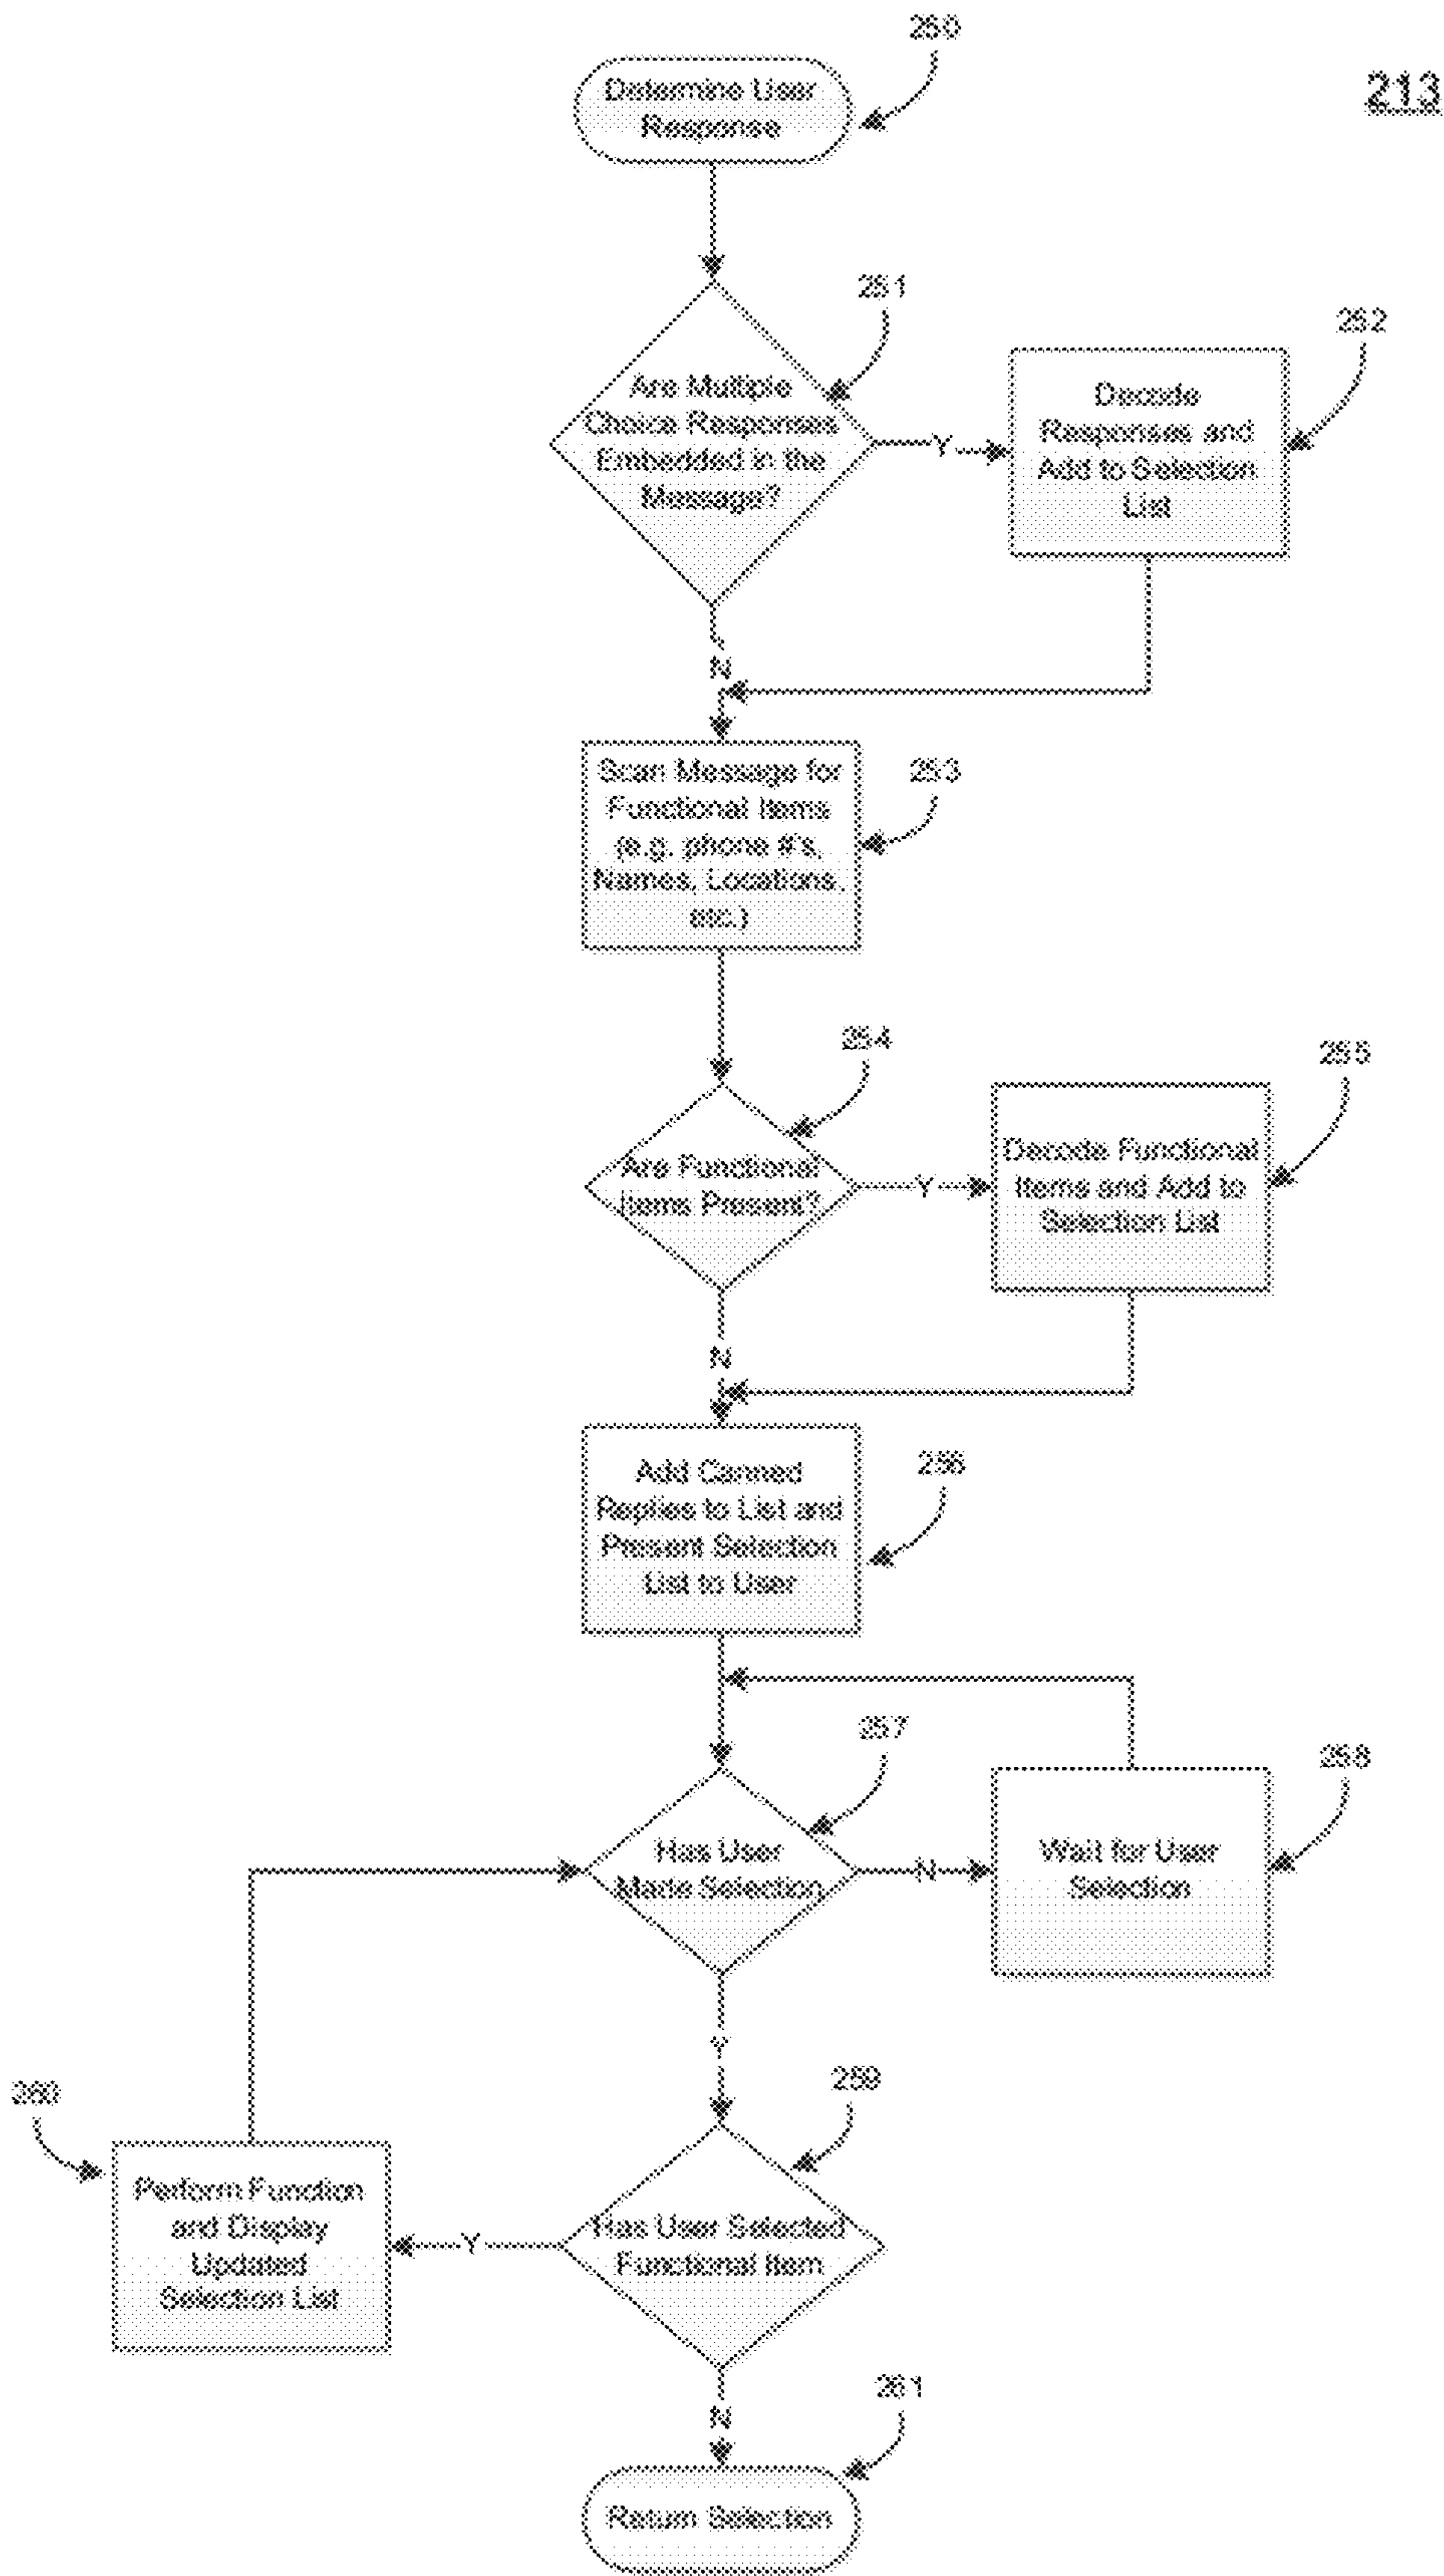 250
213
Determine User
Response
251
252
Are Multiple
Choice Responses
Embedded in the
Message?
Y
Decode
Responses and
Add to Selection
List
N
Scan Message for
Functional Items
(e.g. phone #'s,
Names, Locations,
etc.)
253
254
255
Are Functional
Items Present?
Y
Decode Functional
Items and Add to
Selection List
N
Add Canned
Replies to List and
Present Selection
List to User
256
257
258
Has User
Made Selection
N
Wait for User
Selection
Y
259
260
Perform Function
and Display
Updated
Selection List
Y
Has User Selected
Functional Item
N
261
Return Selection